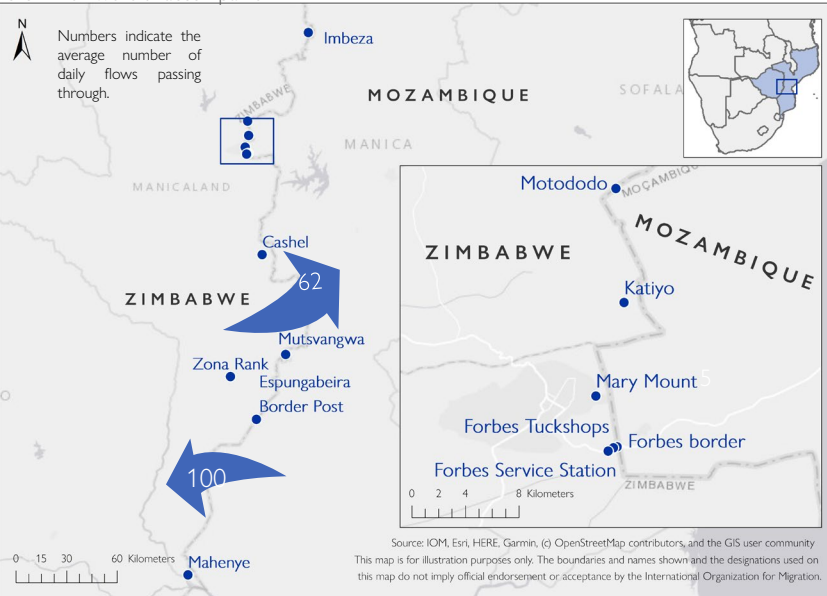 N
Numbers indicate the
average number of
daily flows passing
through.
Imbeza
ZIMBABWE
MOZAMBIQUE
SOFALA
MANICA
MANICALAND
Cashel
62
ZIMBABWE
Mutsvangwa
Zona Rank
Espungabeira
Border Post
100
Mahenye
0 15 30 60 Kilometers
Motododo
MOÇAMBIQU
ZIMBABWE
MOZAMBIQUE
Katiyo
Mary Mount 5
Forbes Tuckshops
Forbes border
Forbes Service Station
ZIMBABWE
0 2 4 8 Kilometers
Source: IOM, Esri, HERE, Garmin, (c) OpenStreetMap contributors, and the GIS user community
This map is for illustration purposes only. The boundaries and names shown and the designations used on
this map do not imply official endorsement or acceptance by the International Organization for Migration.